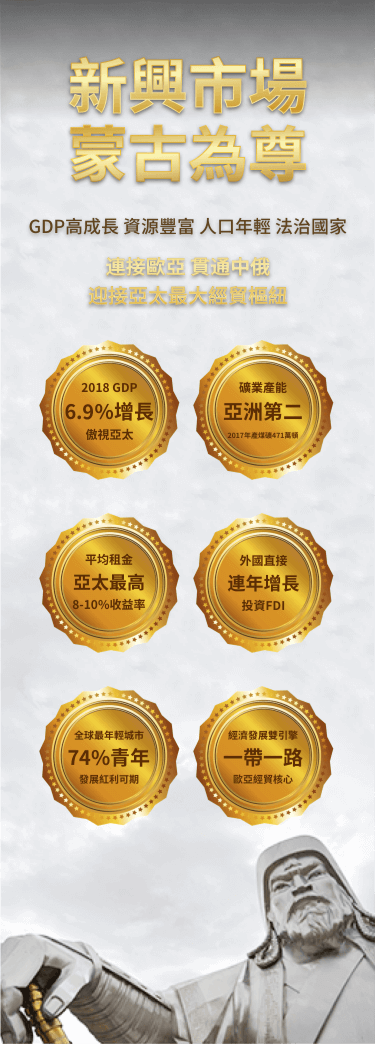 新興市場
蒙古為尊
GDP高成長 資源豐富 人口年輕 法治國家
連接歐亞 貫通中俄
迎接亞太最大經貿樞紐
2018 GDP
6.9%增長
傲視亞太
礦業產能
亞洲第二
2017年產煤礦471萬噸
平均租金
亞太最高
8-10%收益率
外國直接
連年增長
投資FDI
全球最年輕城市
74%青年
發展紅利可期
經濟發展雙引擎
一帶一路
歐亞經貿核心